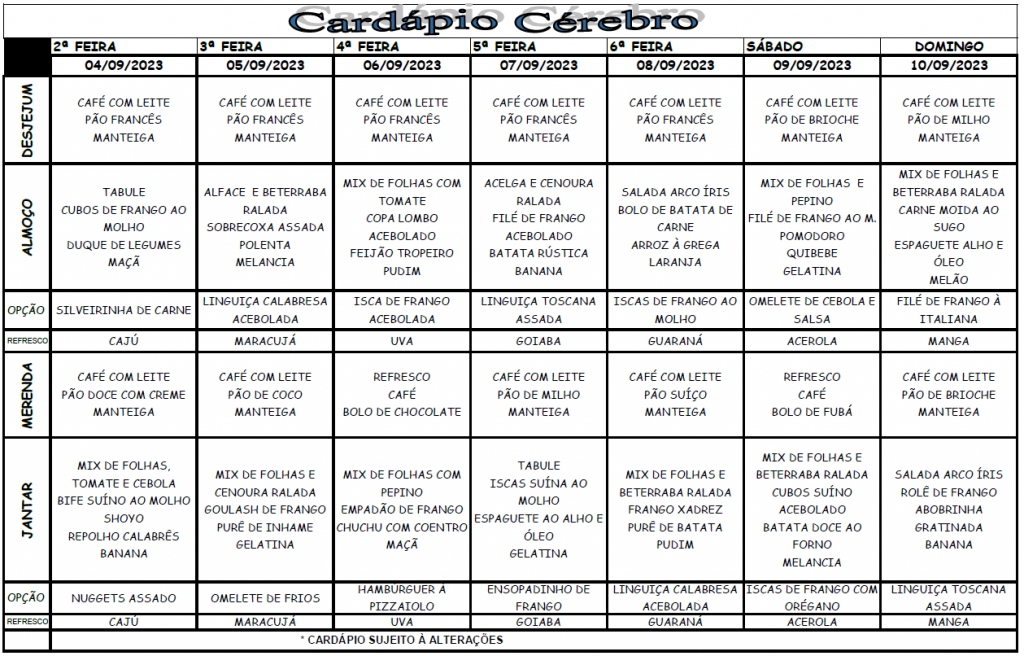 Cardápio Cérebro
2ª FEIRA 3ª FEIRA 4ª FEIRA 5ª FEIRA 6ª FEIRA SÁBADO DOMINGO
04/09/2023 05/09/2023 06/09/2023 07/09/2023 08/09/2023 09/09/2023 10/09/2023
DESJEJUM
CAFÉ COM LEITE
PÃO FRANCÊS
MANTEIGA
CAFÉ COM LEITE
PÃO FRANCÊS
MANTEIGA
CAFÉ COM LEITE
PÃO FRANCÊS
MANTEIGA
CAFÉ COM LEITE
PÃO FRANCÊS
MANTEIGA
CAFÉ COM LEITE
PÃO FRANCÊS
MANTEIGA
CAFÉ COM LEITE
PÃO DE BRIOCHE
MANTEIGA
CAFÉ COM LEITE
PÃO DE MILHO
MANTEIGA
ALMOÇO
TABULE
CUBOS DE FRANGO AO
MOLHO
DUQUE DE LEGUMES
MAÇÃ
ALFACE E BETERRABA
RALADA
SOBRECOXA ASSADA
POLENTA
MELANCIA
MIX DE FOLHAS COM
TOMATE
COPA LOMBO
ACEBOLADO
FEIJÃO TROPEIRO
PUDIM
ACELGA E CENOURA
RALADA
FILÉ DE FRANGO
ACEBOLADO
BATATA RÚSTICA
BANANA
SALADA ARCO ÍRIS
BOLO DE BATATA DE
CARNE
ARROZ À GREGA
LARANJA
MIX DE FOLHAS E
PEPINO
FILÉ DE FRANGO AO M.
POMODORO
QUIBEBE
GELATINA
MIX DE FOLHAS E
BETERRABA RALADA
CARNE MOIDA AO
SUGO
ESPAGUETE ALHO E
ÓLEO
MELÃO
OPÇÃO
SILVEIRINHA DE CARNE
LINGUIÇA CALABRESA
ACEBOLADA
ISCA DE FRANGO
ACEBOLADA
LINGUIÇA TOSCANA
ASSADA
ISCAS DE FRANGO AO
MOLHO
OMELETE DE CEBOLA E
SALSA
FILÉ DE FRANGO À
ITALIANA
REFRESCO CAJÚ MARACUJÁ UVA GOIABA GUARANÁ ACEROLA MANGA
MERENDA
CAFÉ COM LEITE
PÃO DOCE COM CREME
MANTEIGA
CAFÉ COM LEITE
PÃO DE COCO
MANTEIGA
REFRESCO
CAFÉ
BOLO DE CHOCOLATE
CAFÉ COM LEITE
PÃO DE MILHO
MANTEIGA
CAFÉ COM LEITE
PÃO SUÍÇO
MANTEIGA
REFRESCO
CAFÉ
BOLO DE FUBÁ
CAFÉ COM LEITE
PÃO DE BRIOCHE
MANTEIGA
JANTAR
MIX DE FOLHAS,
TOMATE E CEBOLA
BIFE SUÍNO AO MOLHO
SHOYO
REPOLHO CALABRÊS
BANANA
MIX DE FOLHAS E
CENOURA RALADA
GOULASH DE FRANGO
PURÊ DE INHAME
GELATINA
MIX DE FOLHAS COM
PEPINO
EMPADÃO DE FRANGO
CHUCHU COM COENTRO
MAÇÃ
TABULE
ISCAS SUÍNA AO
MOLHO
ESPAGUETE AO ALHO E
ÓLEO
GELATINA
MIX DE FOLHAS E
BETERRABA RALADA
FRANGO XADREZ
PURÊ DE BATATA
PUDIM
MIX DE FOLHAS E
BETERRABA RALADA
CUBOS SUÍNO
ACEBOLADO
BATATA DOCE AO
FORNO
MELANCIA
SALADA ARCO ÍRIS
ROLÊ DE FRANGO
ABOBRINHA
GRATINADA
BANANA
OPÇÃO
NUGGETS ASSADO
OMELETE DE FRIOS
HAMBURGUER À
PIZZAIOLO
ENSOPADINHO DE
FRANGO
LINGUIÇA CALABRESA
ACEBOLADA
ISCAS DE FRANGO COM
ORÉGANO
LINGUIÇA TOSCANA
ASSADA
REFRESCO CAJÚ MARACUJÁ UVA GOIABA GUARANÁ ACEROLA MANGA
* CARDÁPIO SUJEITO À ALTERAÇÕES